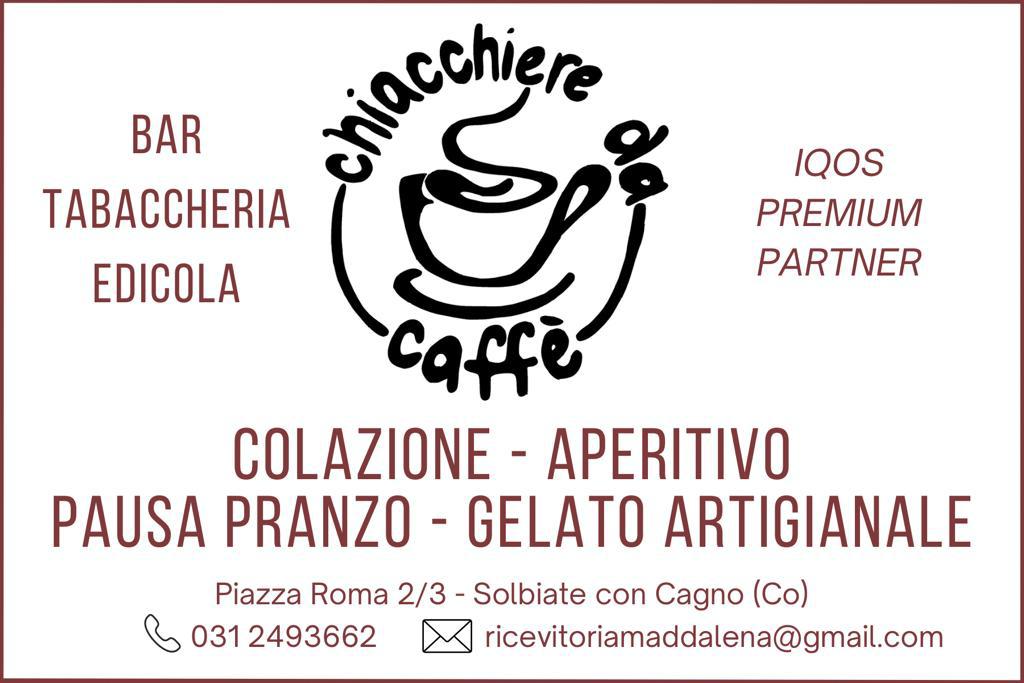 BAR
TABACCHERIA
EDICOLA
chiacchiere
da
caffè
IQOS
PREMIUM
PARTNER
COLAZIONE - APERITIVO
PAUSA PRANZO - GELATO ARTIGIANALE
Piazza Roma 2/3 - Solbiate con Cagno (Co)
031 2493662 ricevitoriamaddalena@gmail.com